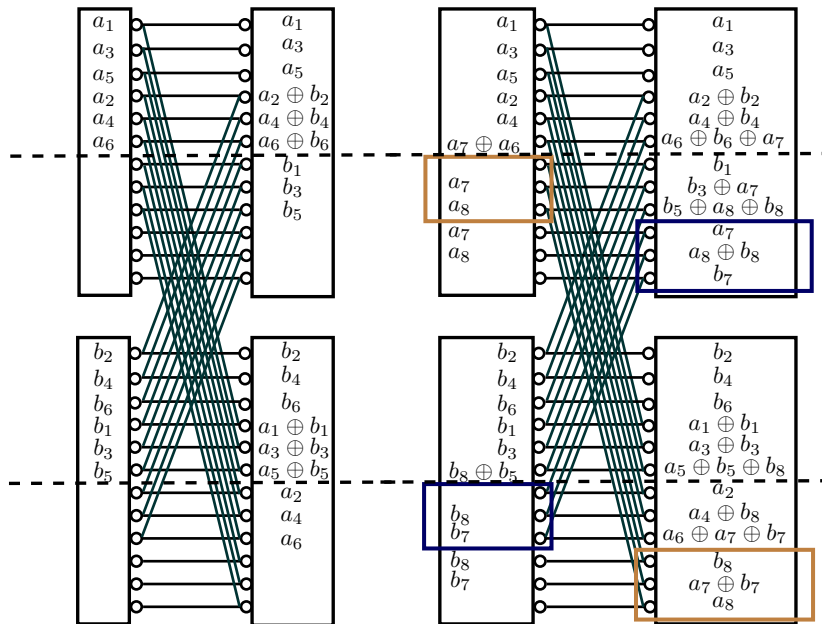 a₁
a₃
a₅
a₂
a₄
a₆
a₁
a₃
a₅
a₂ ⊕ b₂
a₄ ⊕ b₄
a₆ ⊕ b₆
b₁
b₃
b₅
b₂
b₄
b₆
b₁
b₃
b₅
b₂
b₄
b₆
a₁ ⊕ b₁
a₃ ⊕ b₃
a₅ ⊕ b₅
a₂
a₄
a₆
a₁
a₃
a₅
a₂
a₄
a₇ ⊕ a₆
a₇
a₈
a₇
a₈
a₁
a₃
a₅
a₂ ⊕ b₂
a₄ ⊕ b₄
a₆ ⊕ b₆ ⊕ a₇
b₁
b₃ ⊕ a₇
b₅ ⊕ a₈ ⊕ b₈
a₇
a₈ ⊕ b₈
b₇
b₂
b₄
b₆
b₁
b₃
b₈ ⊕ b₅
b₈
b₇
b₈
b₇
b₂
b₄
b₆
a₁ ⊕ b₁
a₃ ⊕ b₃
a₅ ⊕ b₅ ⊕ b₈
a₂
a₄ ⊕ b₈
a₆ ⊕ a₇ ⊕ b₇
b₈
a₇ ⊕ b₇
a₈